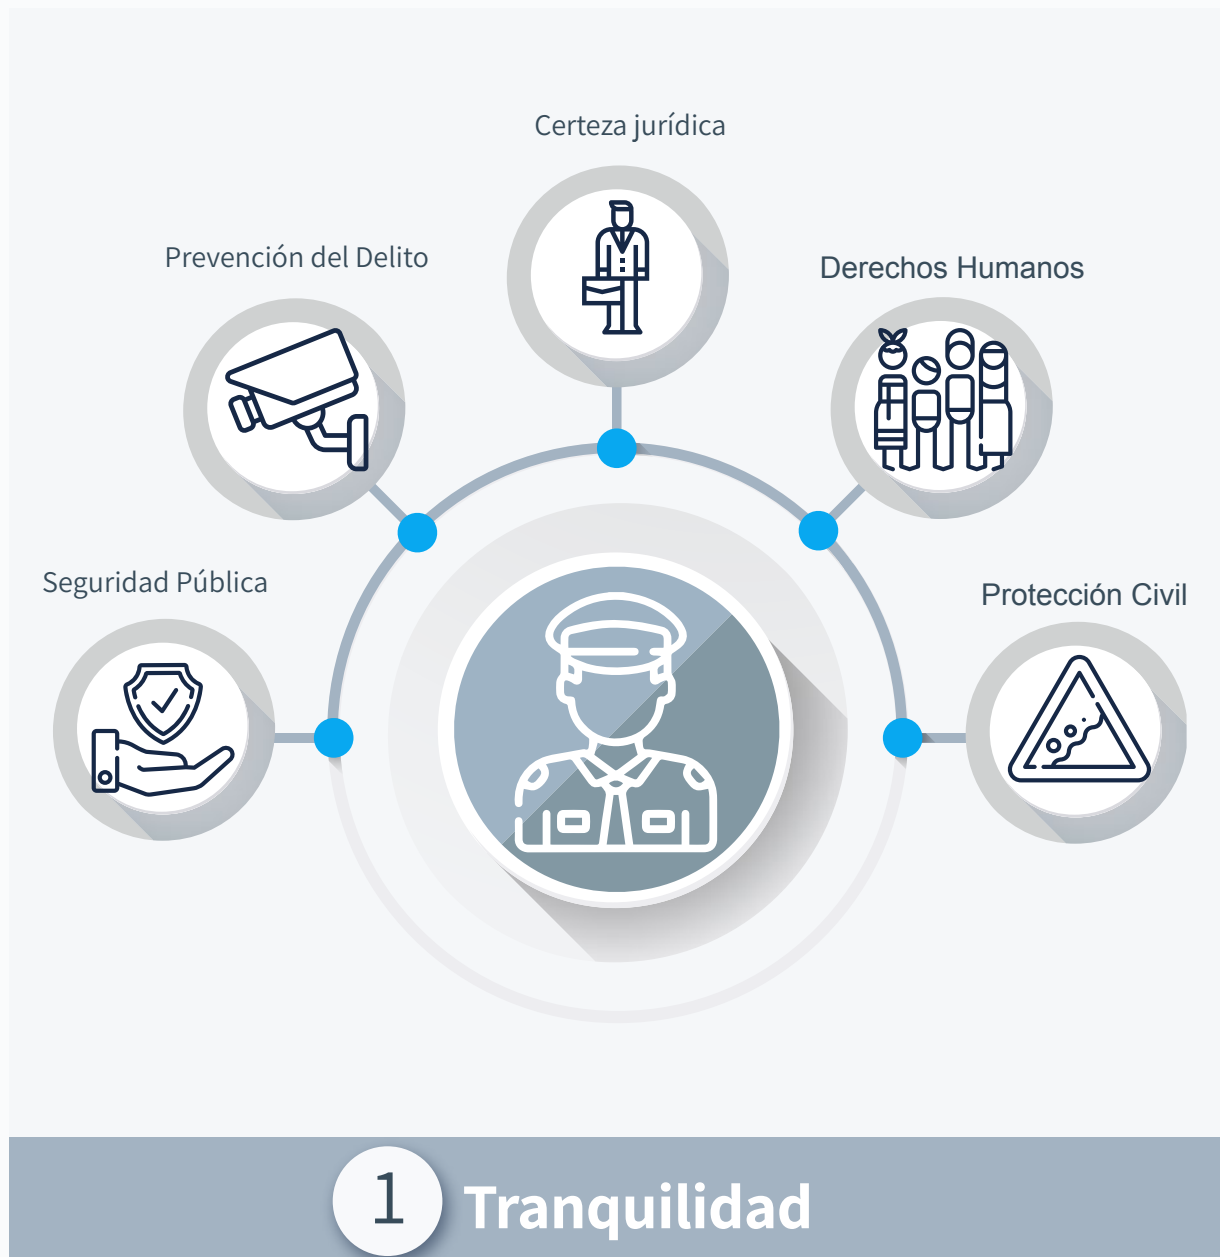 Certeza jurídica
Prevención del Delito
Derechos Humanos
Seguridad Pública
Protección Civil
1 Tranquilidad